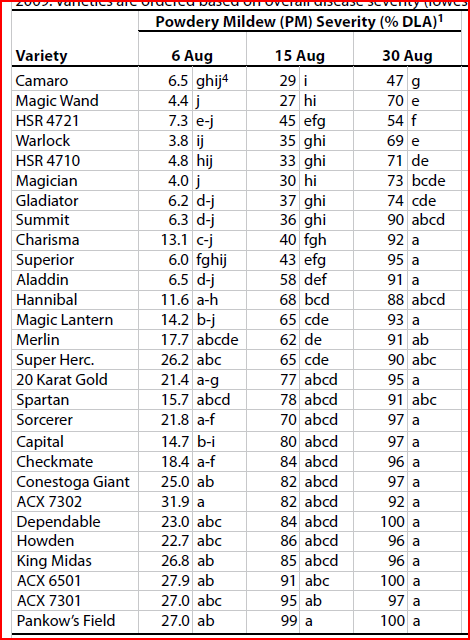 2009. Varieties are ordered based on overall disease severity (lowes
Powdery Mildew (PM) Severity (% DLA)1
Variety 6 Aug 15 Aug 30 Aug
Camaro 6.5 ghij4 29 i 47 g
Magic Wand 4.4 j 27 hi 70 e
HSR 4721 7.3 e-j 45 efg 54 f
Warlock 3.8 ij 35 ghi 69 e
HSR 4710 4.8 hij 33 ghi 71 de
Magician 4.0 j 30 hi 73 bcde
Gladiator 6.2 d-j 37 ghi 74 cde
Summit 6.3 d-j 36 ghi 90 abcd
Charisma 13.1 c-j 40 fgh 92 a
Superior 6.0 fghij 43 efg 95 a
Aladdin 6.5 d-j 58 def 91 a
Hannibal 11.6 a-h 68 bcd 88 abcd
Magic Lantern 14.2 b-j 65 cde 93 a
Merlin 17.7 abcde 62 de 91 ab
Super Herc. 26.2 abc 65 cde 90 abc
20 Karat Gold 21.4 a-g 77 abcd 95 a
Spartan 15.7 abcd 78 abcd 91 abc
Sorcerer 21.8 a-f 70 abcd 97 a
Capital 14.7 b-i 80 abcd 97 a
Checkmate 18.4 a-f 84 abcd 96 a
Conestoga Giant 25.0 ab 82 abcd 97 a
ACX 7302 31.9 a 82 abcd 92 a
Dependable 23.0 abc 84 abcd 100 a
Howden 22.7 abc 86 abcd 96 a
King Midas 26.8 ab 85 abcd 96 a
ACX 6501 27.9 ab 91 abc 100 a
ACX 7301 27.0 abc 95 ab 97 a
Pankow's Field 27.0 ab 99 a 100 a